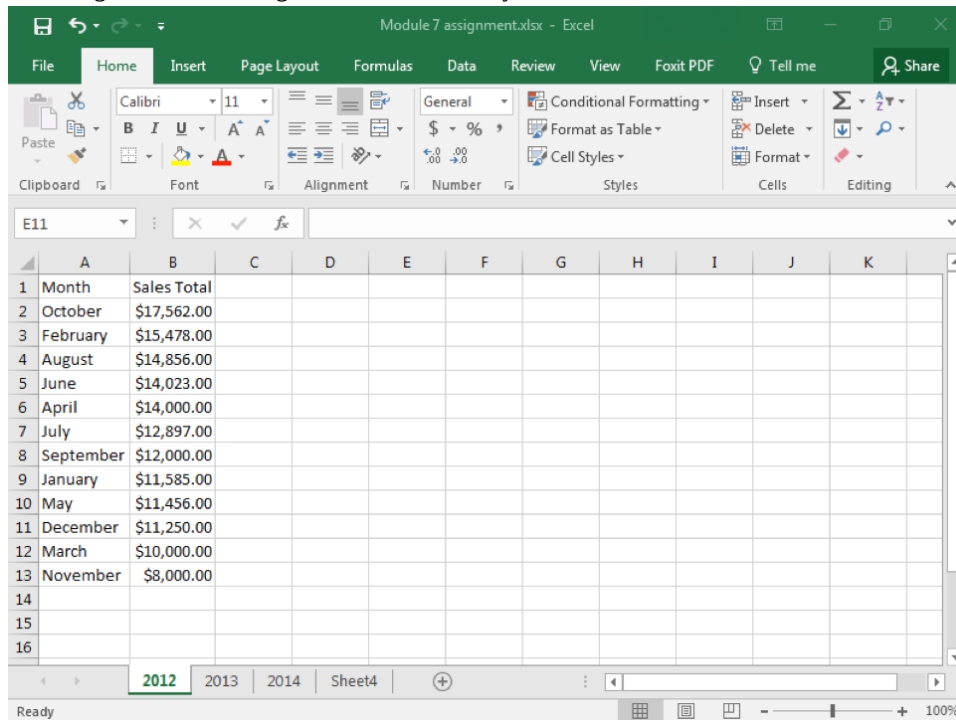 Module 7 assignment.xlsx - Excel
File Home Insert Page Layout Formulas Data Review View Foxit PDF Tell me Share
Calibri 11 General Conditional Formatting Insert
Paste B I U A A $ % , Format as Table Delete
A .0 .00 .00 .0 Cell Styles Format
Clipboard Font Alignment Number Styles Cells Editing
E11 fx
A B C D E F G H I J K
1 Month Sales Total
2 October $17,562.00
3 February $15,478.00
4 August $14,856.00
5 June $14,023.00
6 April $14,000.00
7 July $12,897.00
8 September $12,000.00
9 January $11,585.00
10 May $11,456.00
11 December $11,250.00
12 March $10,000.00
13 November $8,000.00
14
15
16
2012 2013 2014 Sheet4
Ready 100%